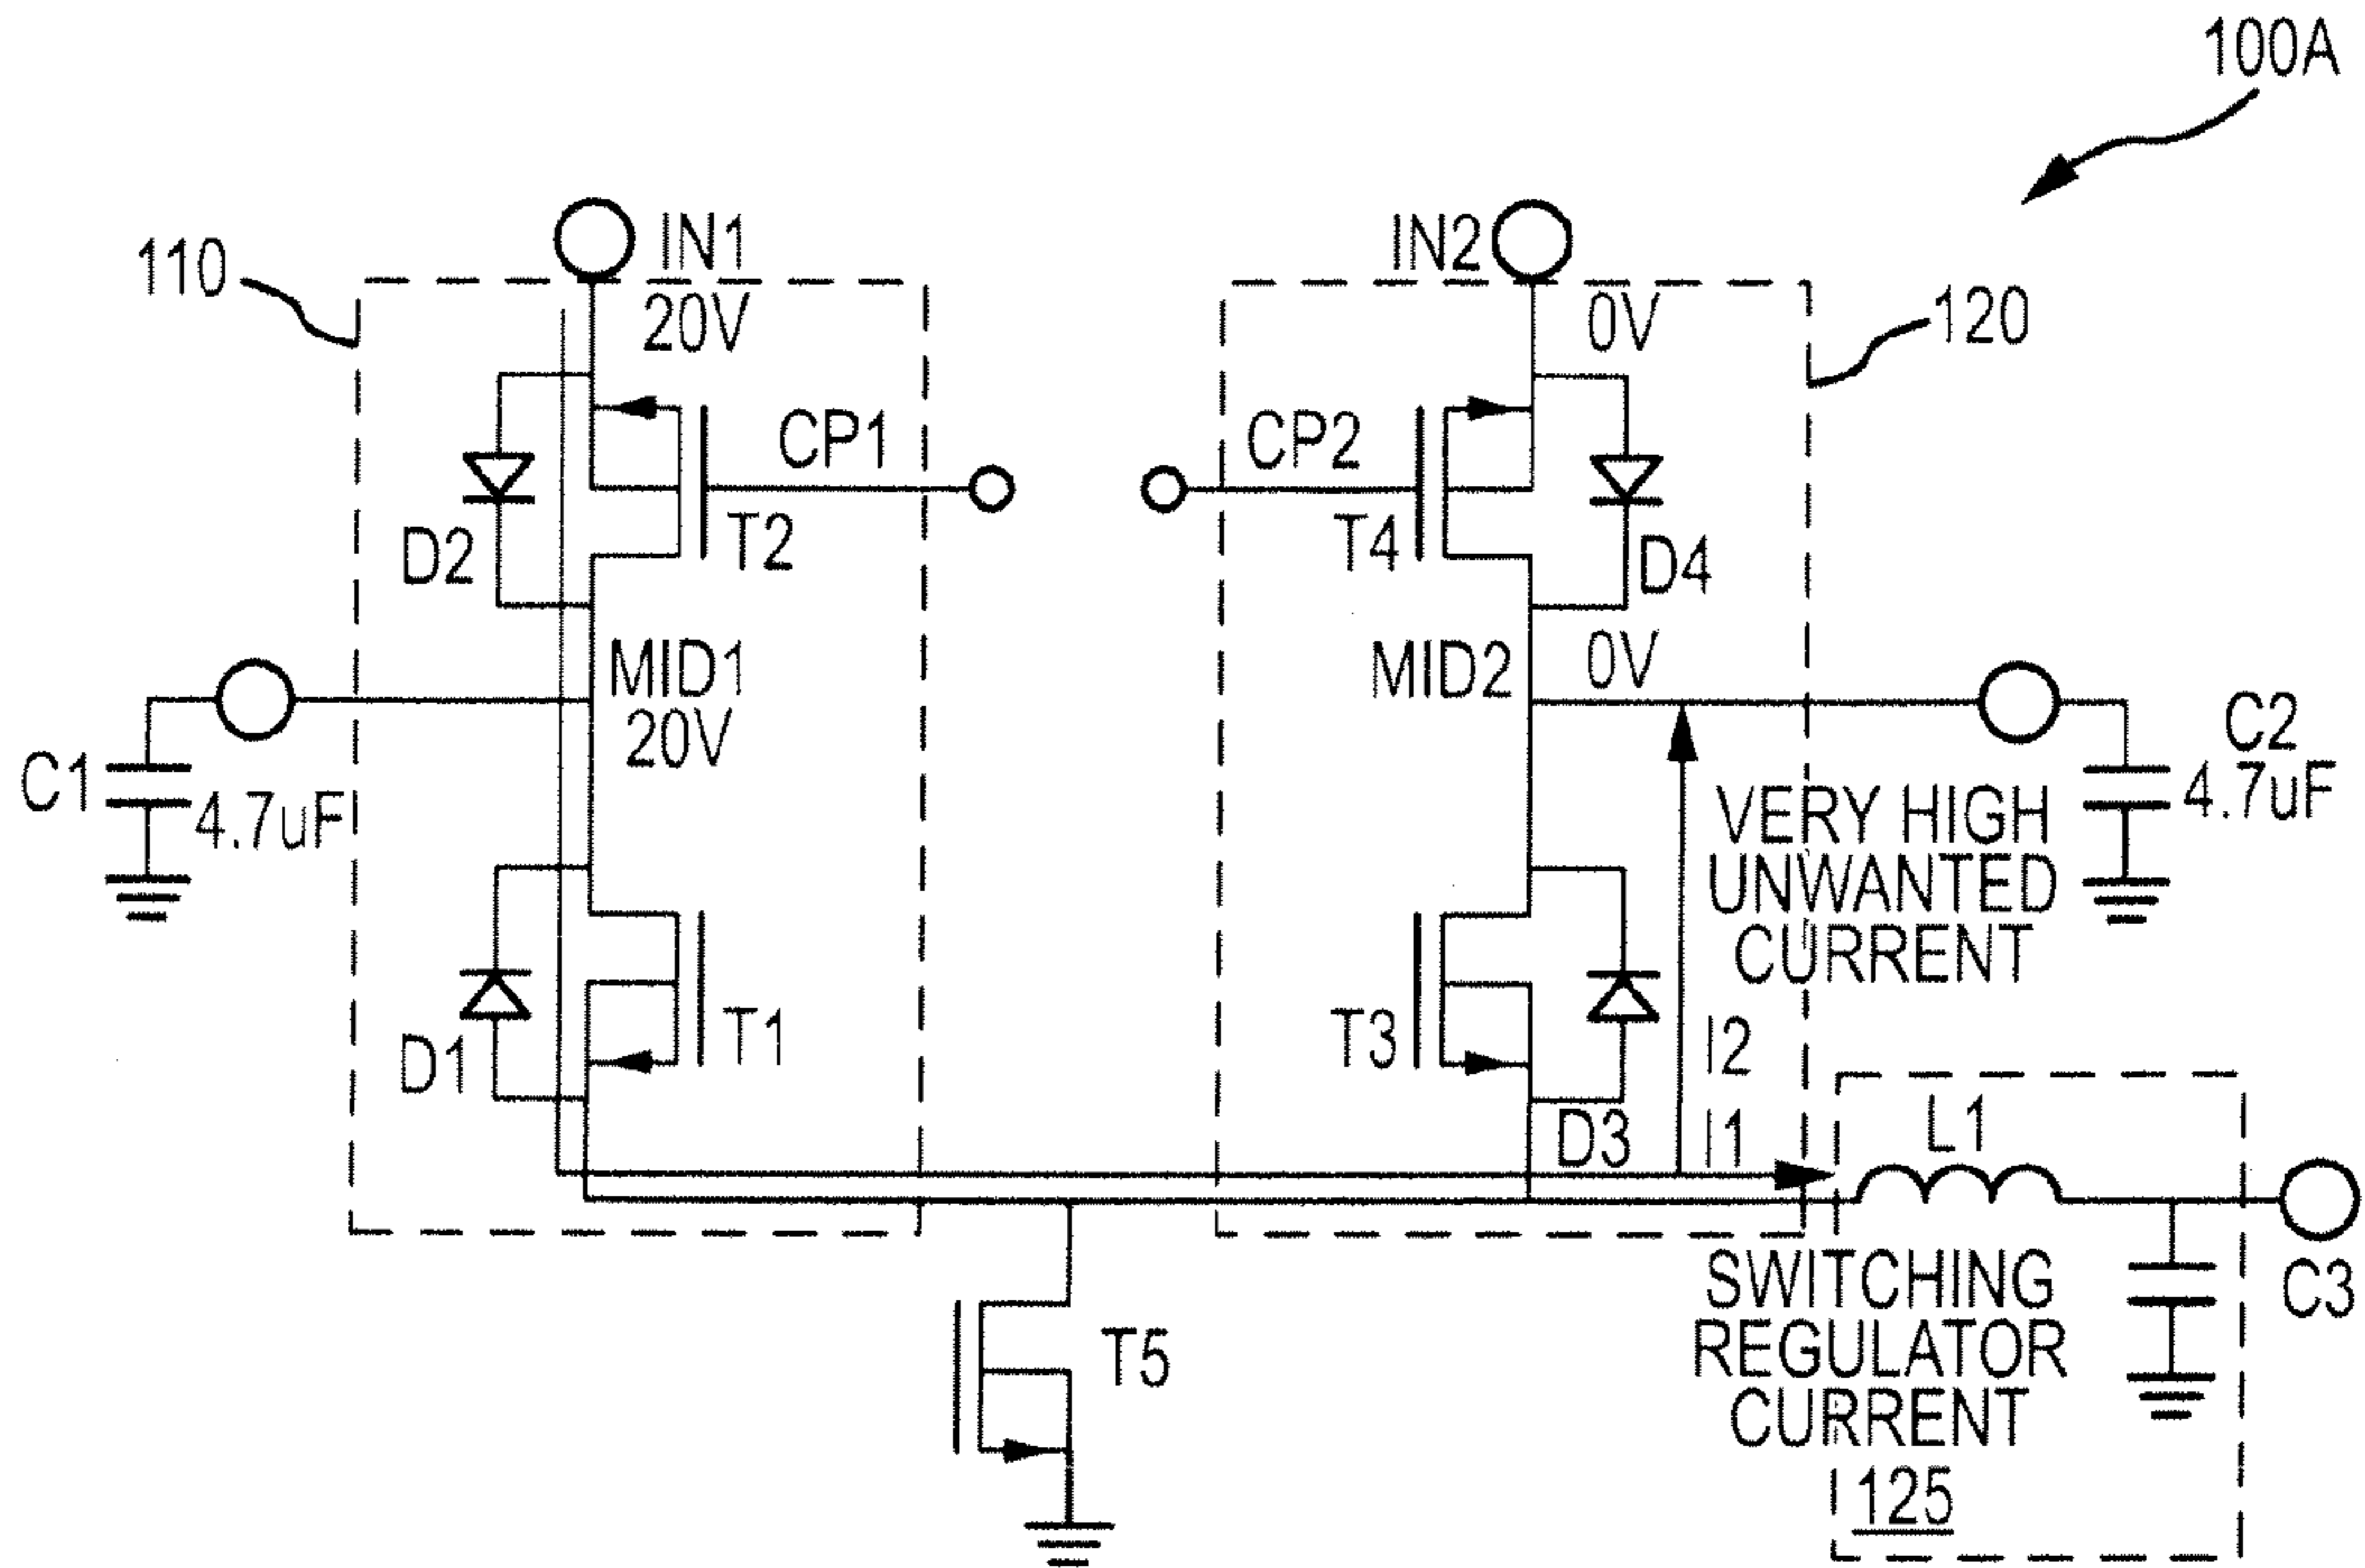 100A
110
IN1
20V
IN2
0V
120
CP1
CP2
D2
T2
T4
D4
MID1
20V
MID2
0V
C1
4.7uF
C2
4.7uF
VERY HIGH
UNWANTED
CURRENT
D1
T1
T3
D3
I2
I1
L1
T5
SWITCHING
REGULATOR
CURRENT
C3
125